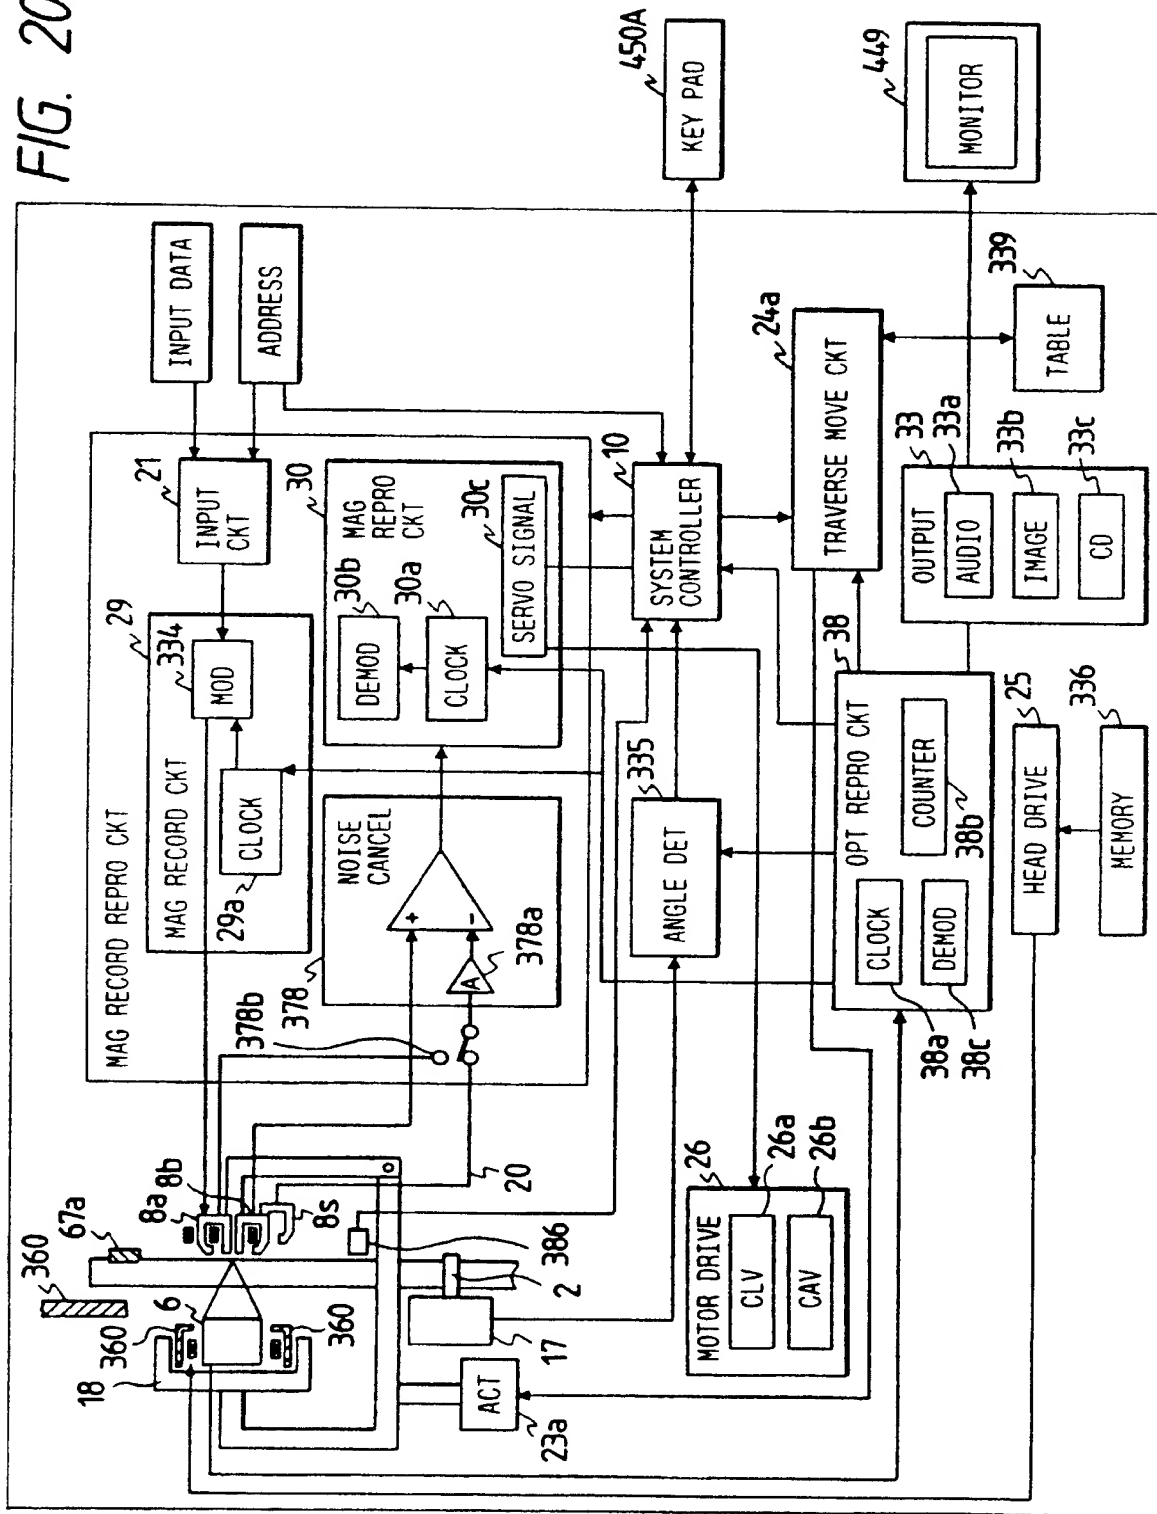 FIG. 20
INPUT DATA
ADDRESS
450A
KEY PAD
449
MONITOR
MAG RECORD REPRO CKT
21
INPUT
CKT
29
334
MOD
MAG RECORD CKT
CLOCK
29a
30
MAG
REPRO
CKT
30b
DEMOD
30a
CLOCK
30c
SERVO SIGNAL
NOISE
CANCEL
+
-
A
378a
378
378b
10
SYSTEM
CONTROLLER
24a
TRAVERSE MOVE CKT
339
TABLE
33
OUTPUT
33a
AUDIO
33b
IMAGE
33c
CD
335
ANGLE DET
38
OPT REPRO CKT
COUNTER
38b
CLOCK
38a
DEMOD
38c
25
HEAD DRIVE
336
MEMORY
360
67a
8a
8b
8s
20
386
2
17
6
360
360
18
ACT
23a
26
MOTOR DRIVE
26a
CLV
26b
CAV